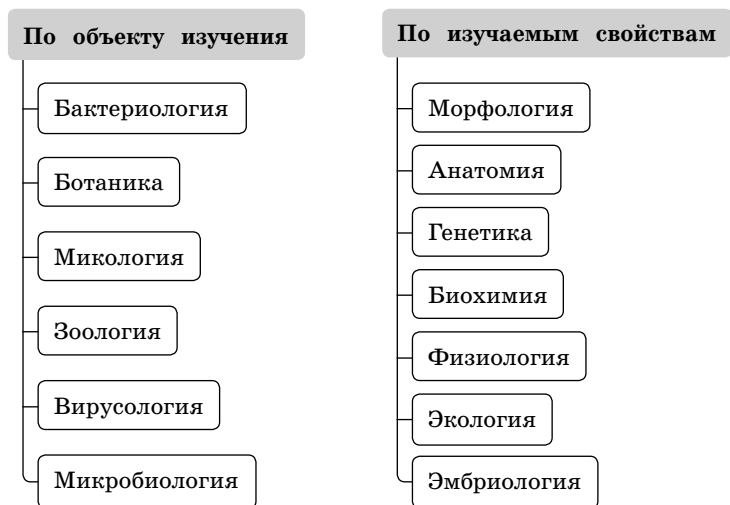 По объекту изучения
Бактериология
Ботаника
Микология
Зоология
Вирусология
Микробиология
По изучаемым свойствам
Морфология
Анатомия
Генетика
Биохимия
Физиология
Экология
Эмбриология